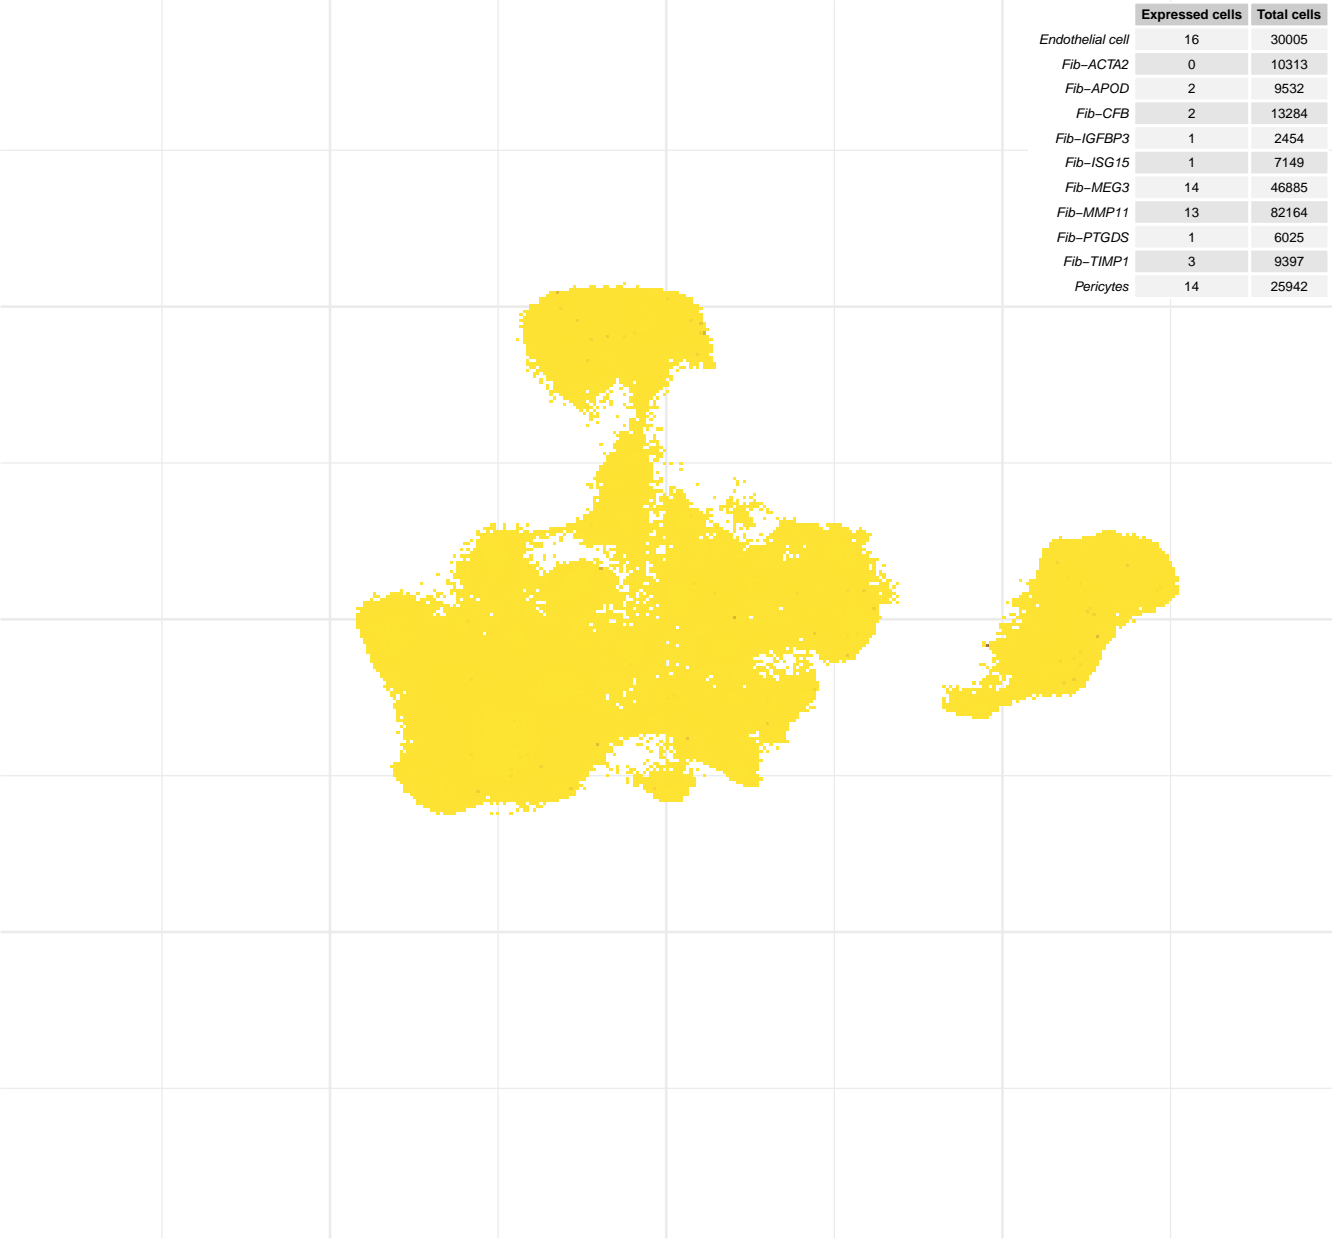 Expressed cells Total cells
Endothelial cell 16 30005
Fib−ACTA2 0 10313
Fib−APOD 2 9532
Fib−CFB 2 13284
Fib−IGFBP3 1 2454
Fib−ISG15 1 7149
Fib−MEG3 14 46885
Fib−MMP11 13 82164
Fib−PTGDS 1 6025
Fib−TIMP1 3 9397
Pericytes 14 25942